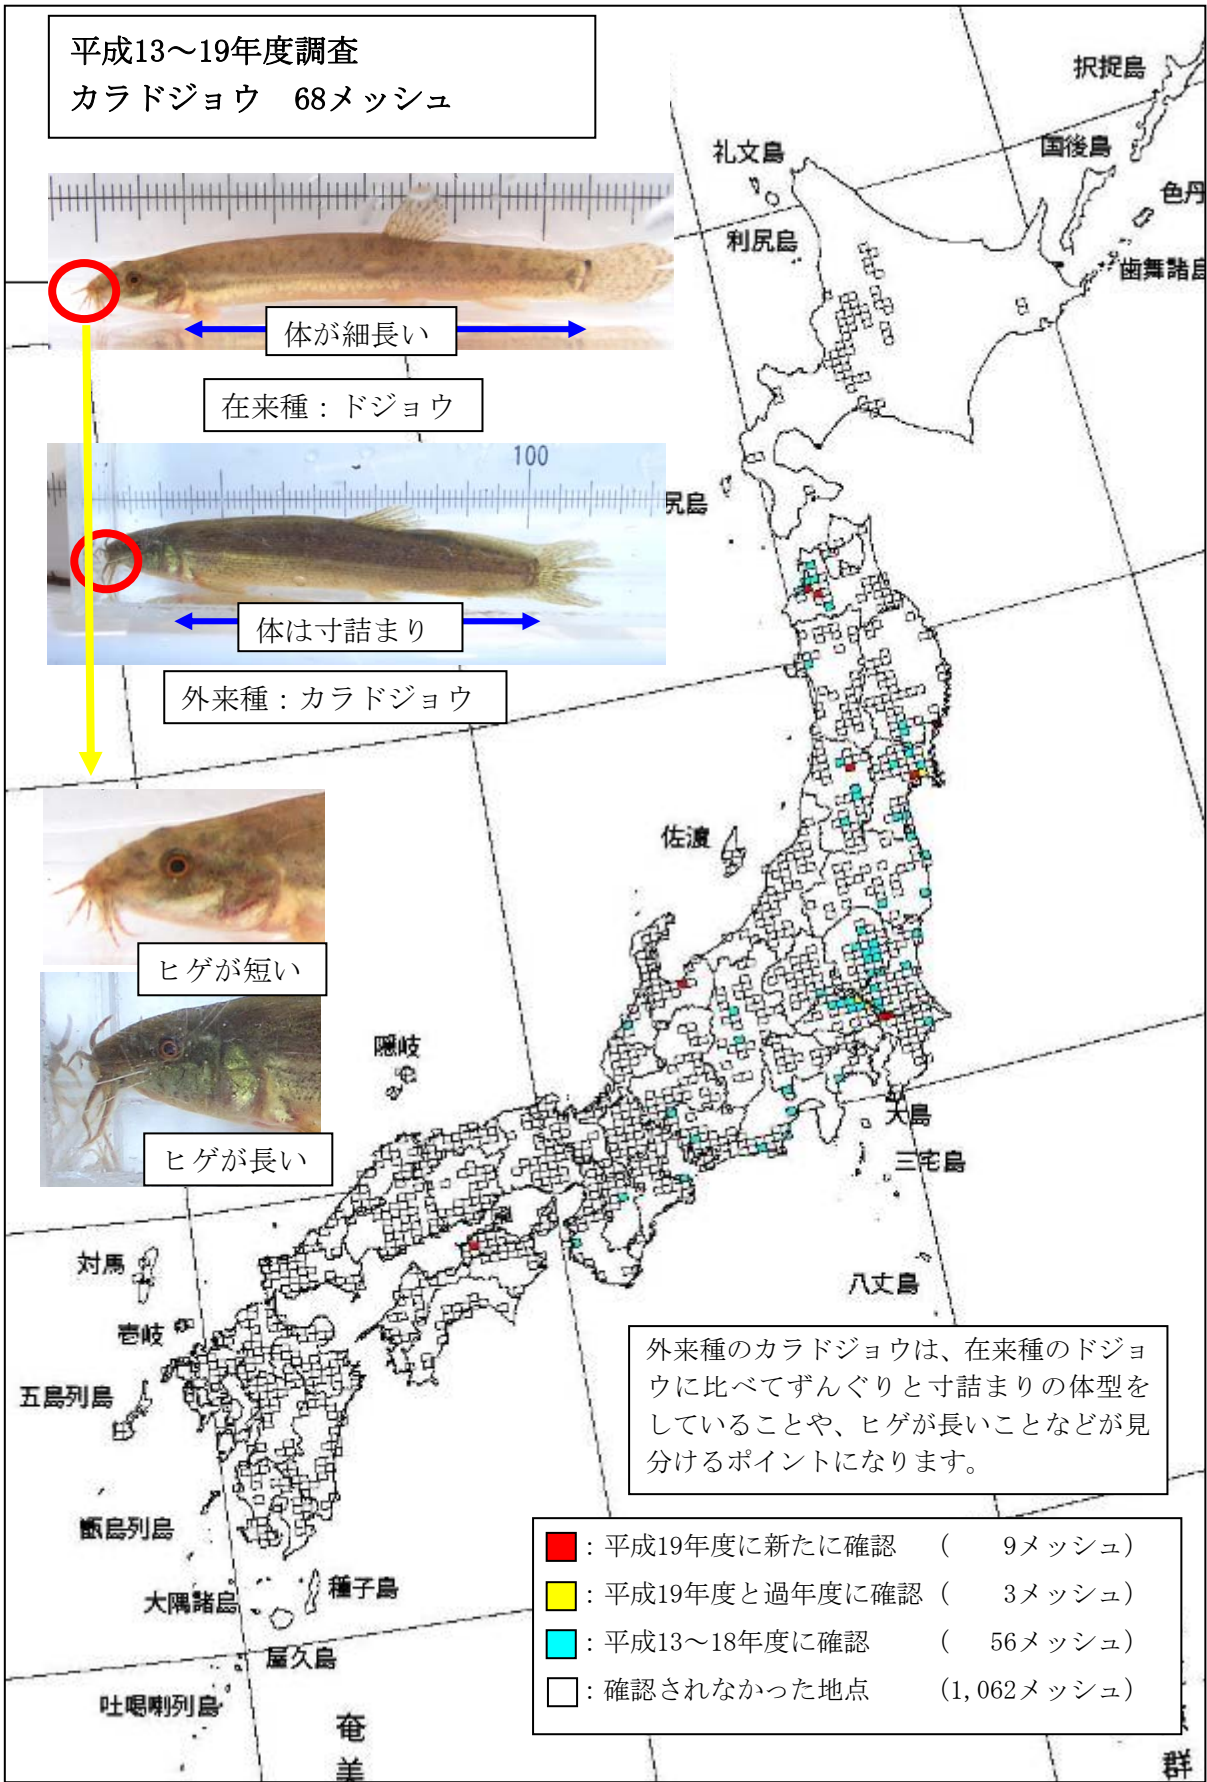 平成13～19年度調査
カラドジョウ　68メッシュ
択捉島
礼文島
国後島
色丹
利尻島
歯舞諸島
体が細長い
在来種：ドジョウ
100
尻島
体は寸詰まり
外来種：カラドジョウ
佐渡
ヒゲが短い
隠岐
ヒゲが長い
大島
三宅島
対馬
八丈島
壱岐
五島列島
外来種のカラドジョウは、在来種のドジョ
ウに比べてずんぐりと寸詰まりの体型を
していることや、ヒゲが長いことなどが見
分けるポイントになります。
甑島列島
種子島
大隅諸島
屋久島
吐噶喇列島
奄
美
：平成19年度に新たに確認　（　　9メッシュ）
：平成19年度と過年度に確認（　　3メッシュ）
：平成13～18年度に確認　　（　56メッシュ）
：確認されなかった地点　　（1,062メッシュ）
群